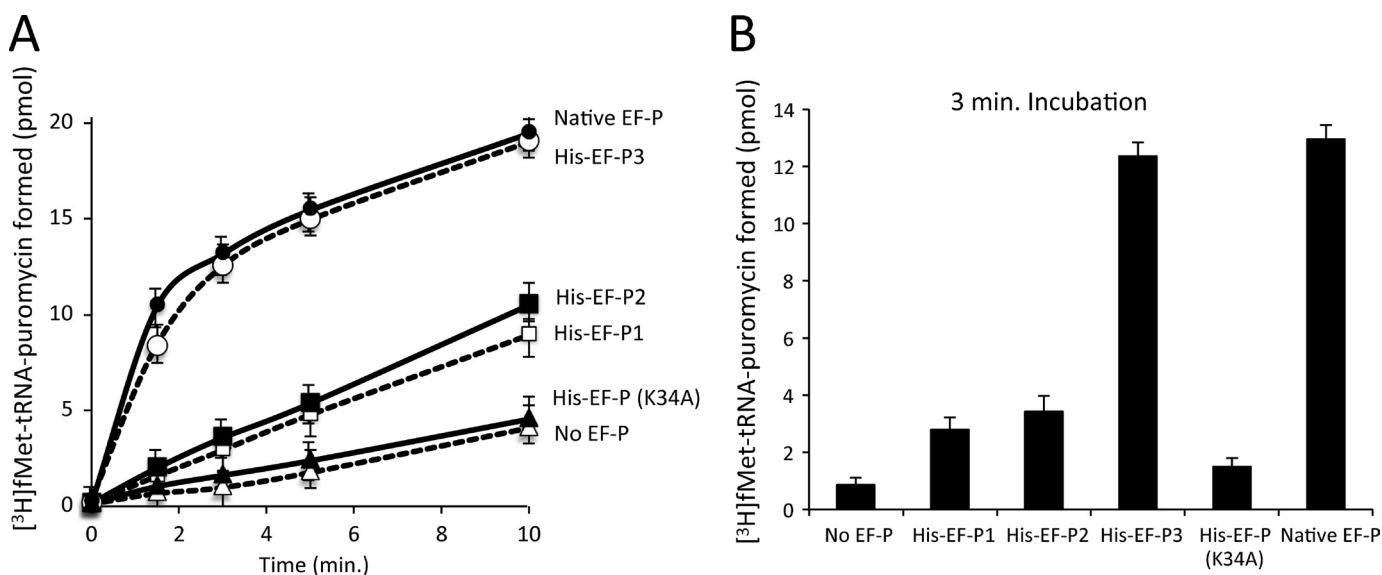 A
[³H]fMet-tRNA-puromycin formed (pmol)
20
15
10
5
0
0
2
4
6
8
10
Time (min.)
Native EF-P
His-EF-P3
His-EF-P2
His-EF-P1
His-EF-P (K34A)
No EF-P
B
3 min. Incubation
[³H]fMet-tRNA-puromycin formed (pmol)
14
12
10
8
6
4
2
0
No EF-P
His-EF-P1
His-EF-P2
His-EF-P3
His-EF-P
(K34A)
Native EF-P